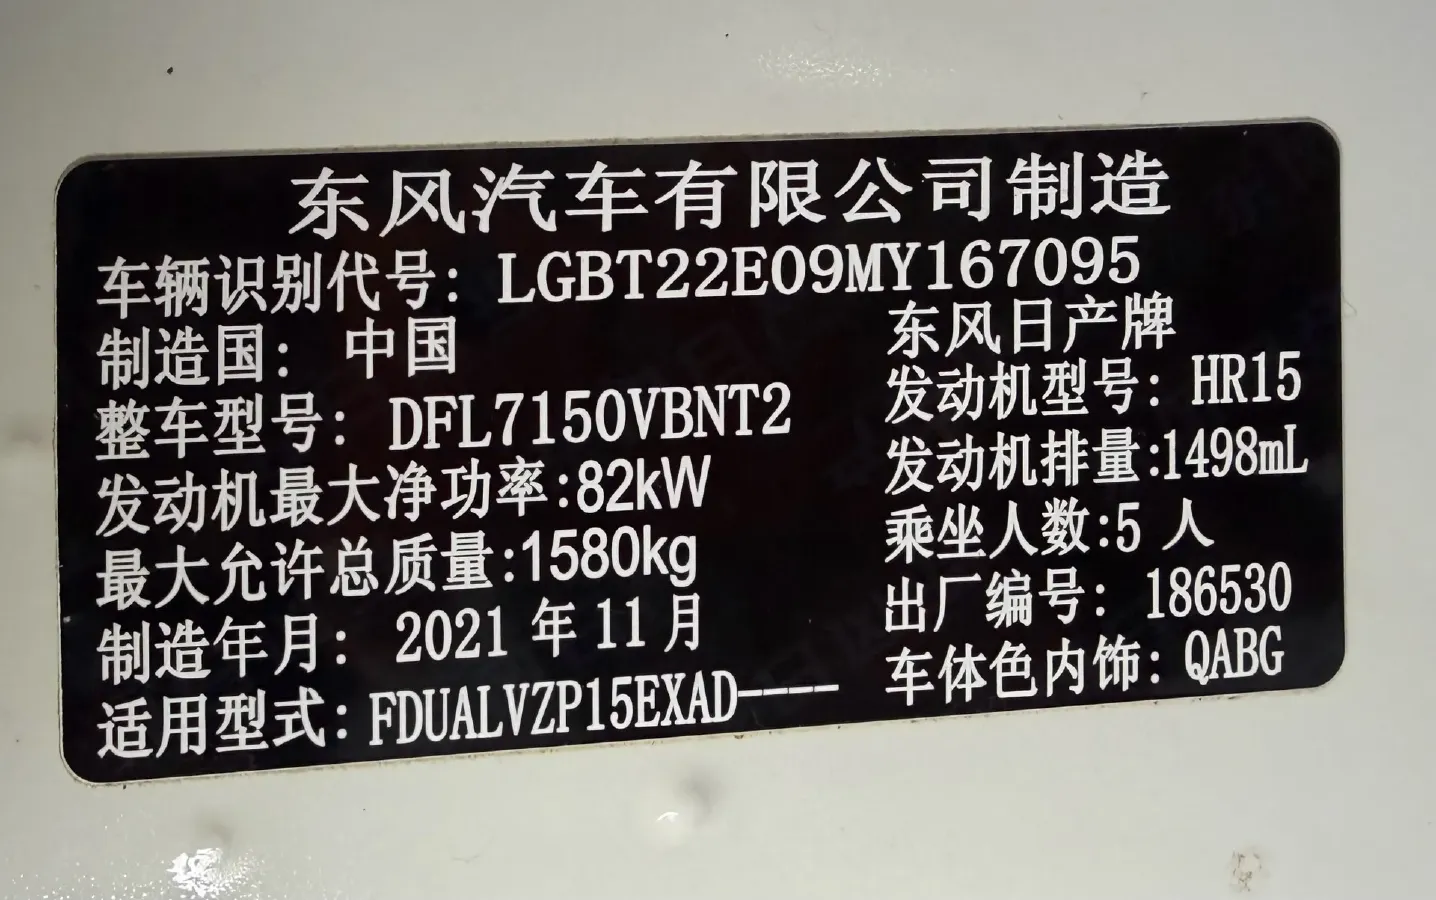 东风汽车有限公司制造
车辆识别代号：LGBT22E09MY167095
制造国：中国
东风日产牌
整车型号：DFL7150VBNT2
发动机型号：HR15
发动机最大净功率:82kW
发动机排量:1498mL
最大允许总质量:1580kg
乘坐人数:5 人
制造年月：2021 年 11 月
出厂编号：186530
适用型式:FDUALVZP15EXAD----
车体色内饰：QABG